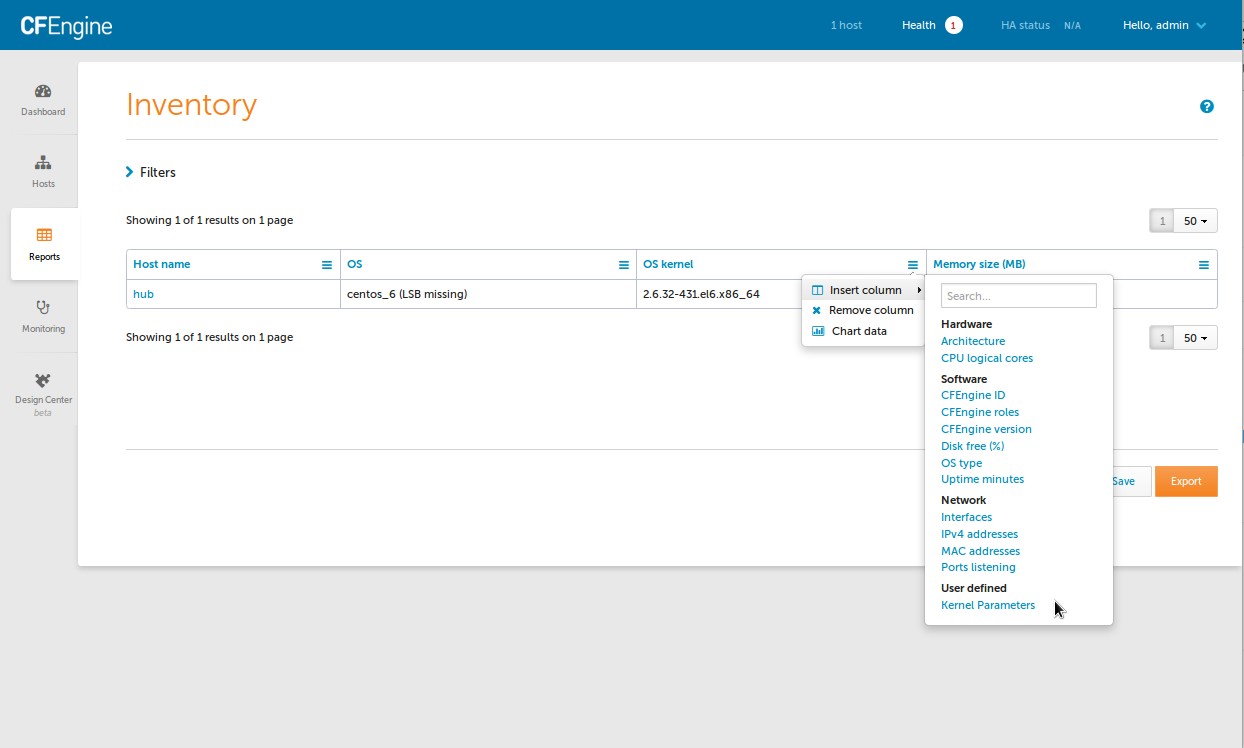 CFEngine
1 host
Health 1
HA status N/A
Hello, admin
Dashboard
Hosts
Reports
Monitoring
Design Center
beta
Inventory
?
Filters
Showing 1 of 1 results on 1 page
1 50
Host name OS OS kernel Memory size (MB)
hub centos_6 (LSB missing) 2.6.32-431.el6.x86_64
Showing 1 of 1 results on 1 page
1 50
Insert column
Remove column
Chart data
Search...
Hardware
Architecture
CPU logical cores
Software
CFEngine ID
CFEngine roles
CFEngine version
Disk free (%)
OS type
Uptime minutes
Network
Interfaces
IPv4 addresses
MAC addresses
Ports listening
User defined
Kernel Parameters
Save
Export